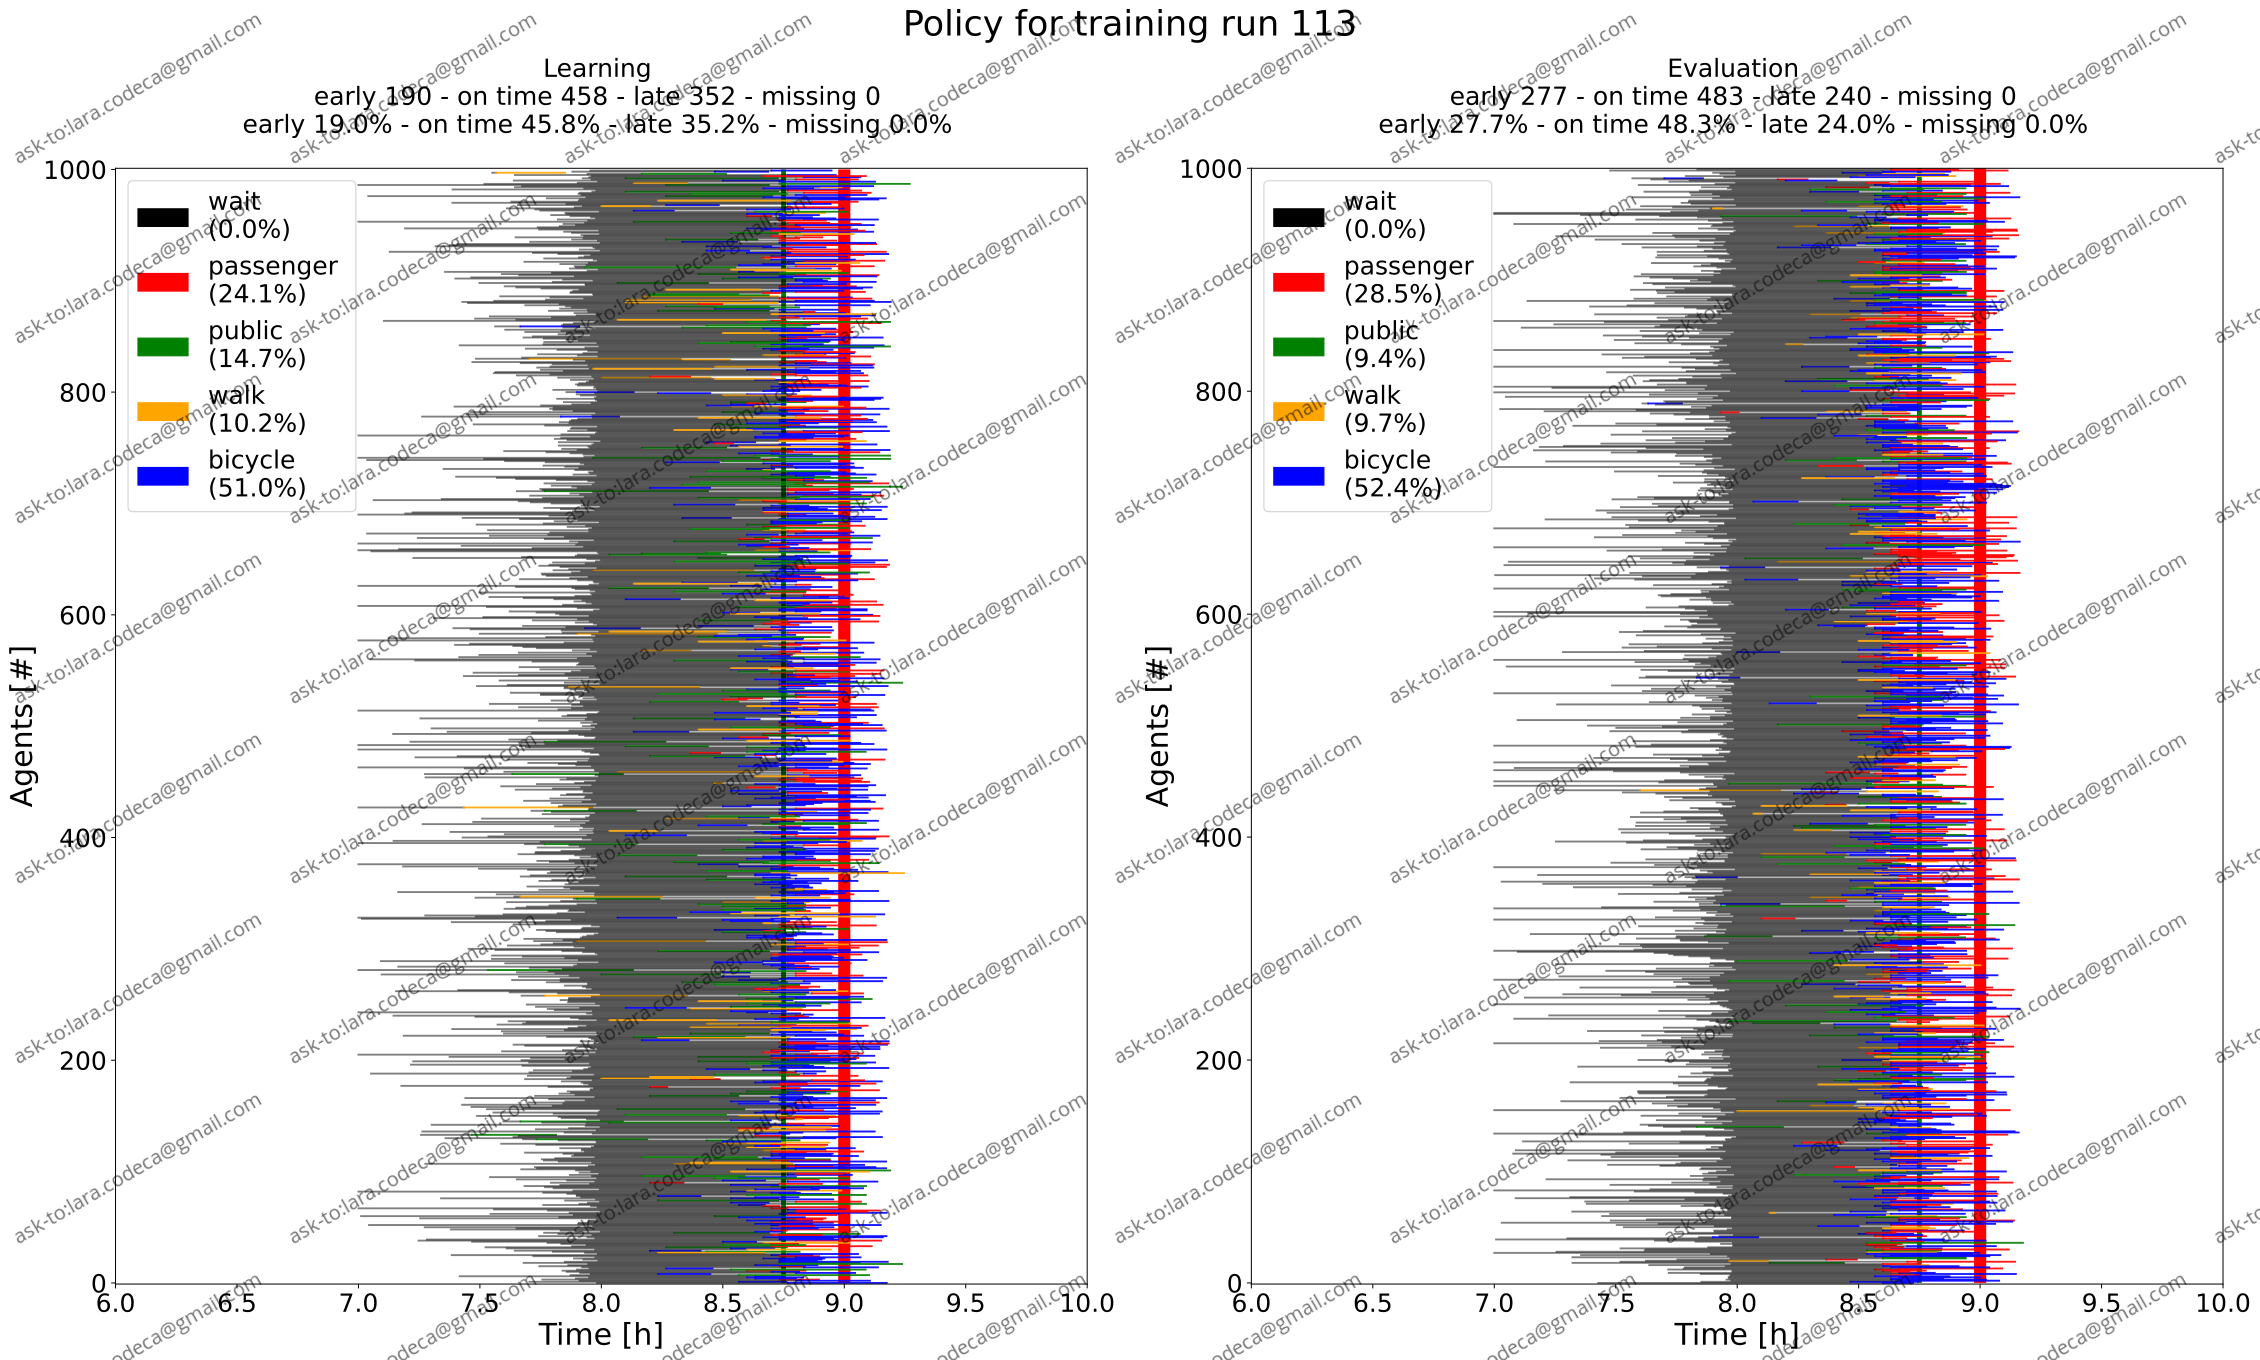 Policy for training run 113
Learning
early 190 - on time 458 - late 352 - missing 0
early 19.0% - on time 45.8% - late 35.2% - missing 0.0%
1000
800
600
400
200
0
Agents [#]
wait
(0.0%)
passenger
(24.1%)
public
(14.7%)
walk
(10.2%)
bicycle
(51.0%)
6.0 6.5 7.0 7.5 8.0 8.5 9.0 9.5 10.0
Time [h]
Evaluation
early 277 - on time 483 - late 240 - missing 0
early 27.7% - on time 48.3% - late 24.0% - missing 0.0%
1000
800
600
400
200
0
Agents [#]
wait
(0.0%)
passenger
(28.5%)
public
(9.4%)
walk
(9.7%)
bicycle
(52.4%)
6.0 6.5 7.0 7.5 8.0 8.5 9.0 9.5 10.0
Time [h]
ask-to:lara.codeca@gmail.com